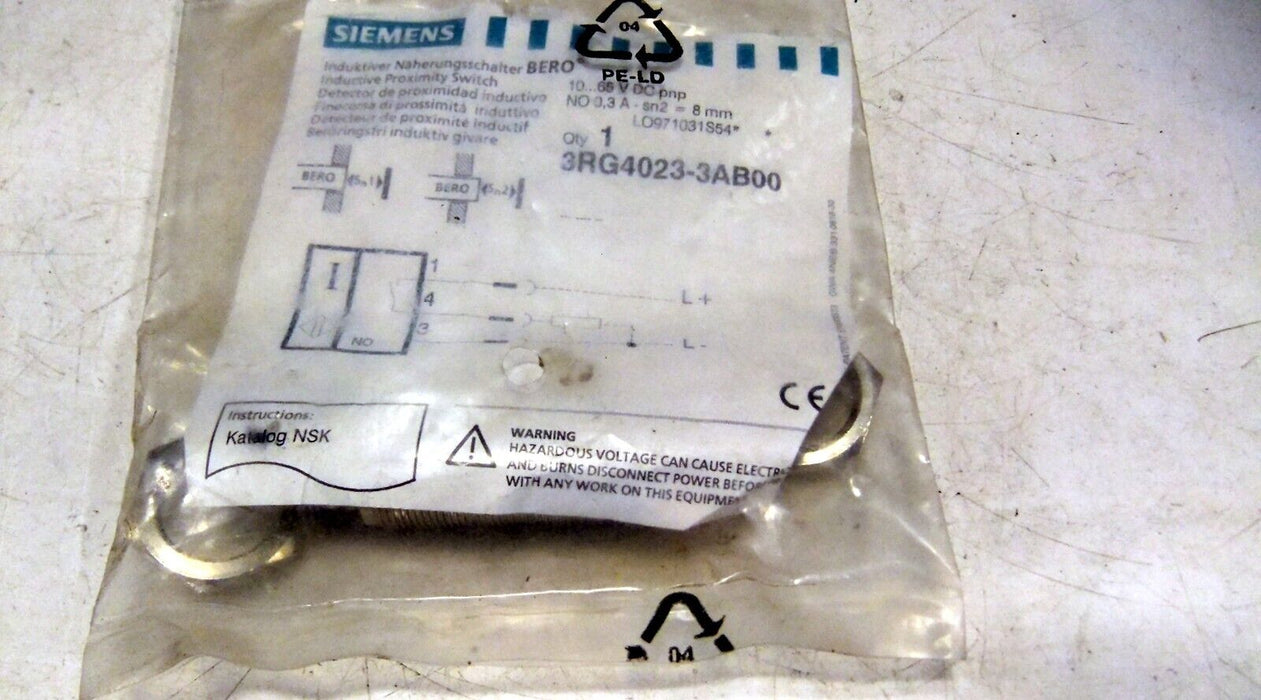 SIEMENS
04
PE-LD
Induktiver Näherungsschalter BERO®
Inductive Proximity Switch
Detector de proximidad inductivo
Finecorsa di prossimità induttivo
Détecteur de proximité inductif
Beröringsfri induktiv givare
10...65 V DC pnp
NO 0,3 A - sn2 = 8 mm
LO971031S54*
Qty 1
3RG4023-3AB00
BERO
BERO
I
1
4
3
NO
L +
L -
CE
Instructions:
Katalog NSK
WARNING
HAZARDOUS VOLTAGE CAN CAUSE ELECTR
AND BURNS DISCONNECT POWER BEFO
WITH ANY WORK ON THIS EQUIPME
04